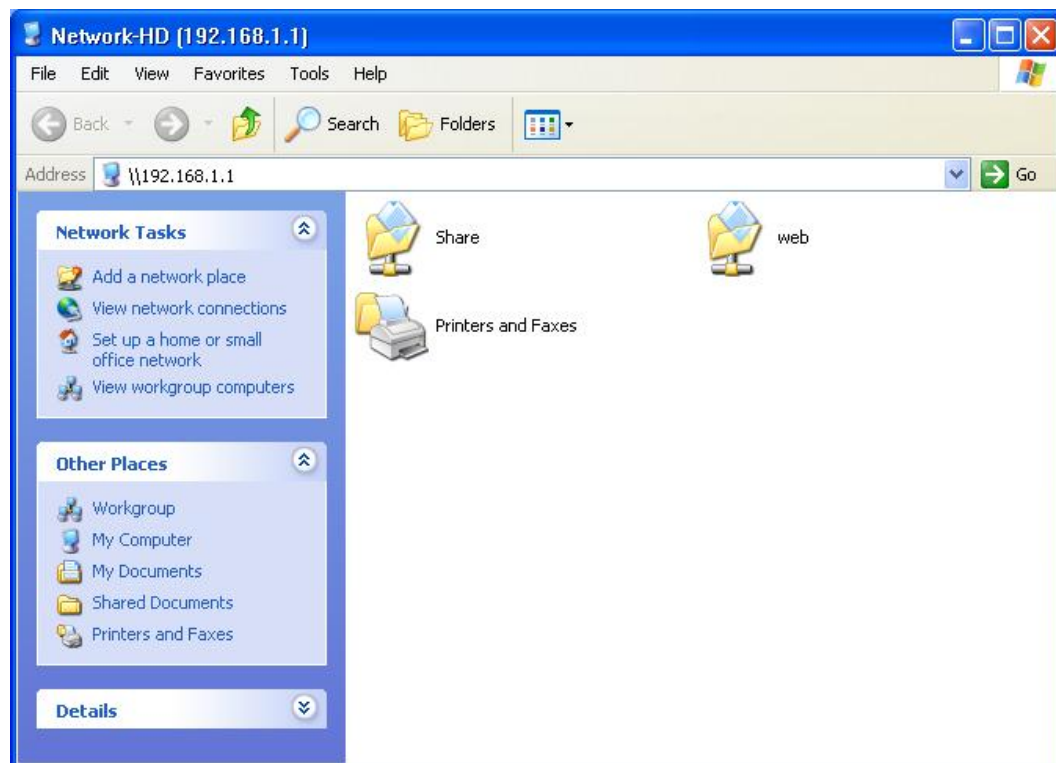 Network-HD (192.168.1.1)
File Edit View Favorites Tools Help
Back Search Folders
Address \\192.168.1.1 Go
Network Tasks
Add a network place
View network connections
Set up a home or small
office network
View workgroup computers
Other Places
Workgroup
My Computer
My Documents
Shared Documents
Printers and Faxes
Details
Share
web
Printers and Faxes